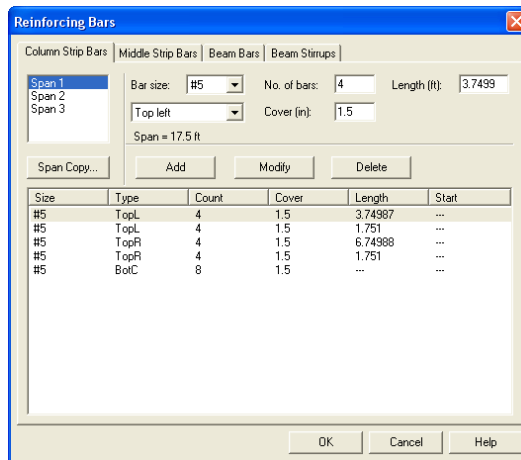 Reinforcing Bars
Column Strip Bars Middle Strip Bars Beam Bars Beam Stirrups
Span 1
Span 2
Span 3
Bar size: #5 No. of bars: 4 Length (ft): 3.7499
Top left Cover (in): 1.5
Span = 17.5 ft
Span Copy... Add Modify Delete
Size Type Count Cover Length Start
#5 TopL 4 1.5 3.74987 ---
#5 TopL 4 1.5 1.751 ---
#5 TopR 4 1.5 6.74988 ---
#5 TopR 4 1.5 1.751 ---
#5 BotC 8 1.5 --- ---
OK Cancel Help